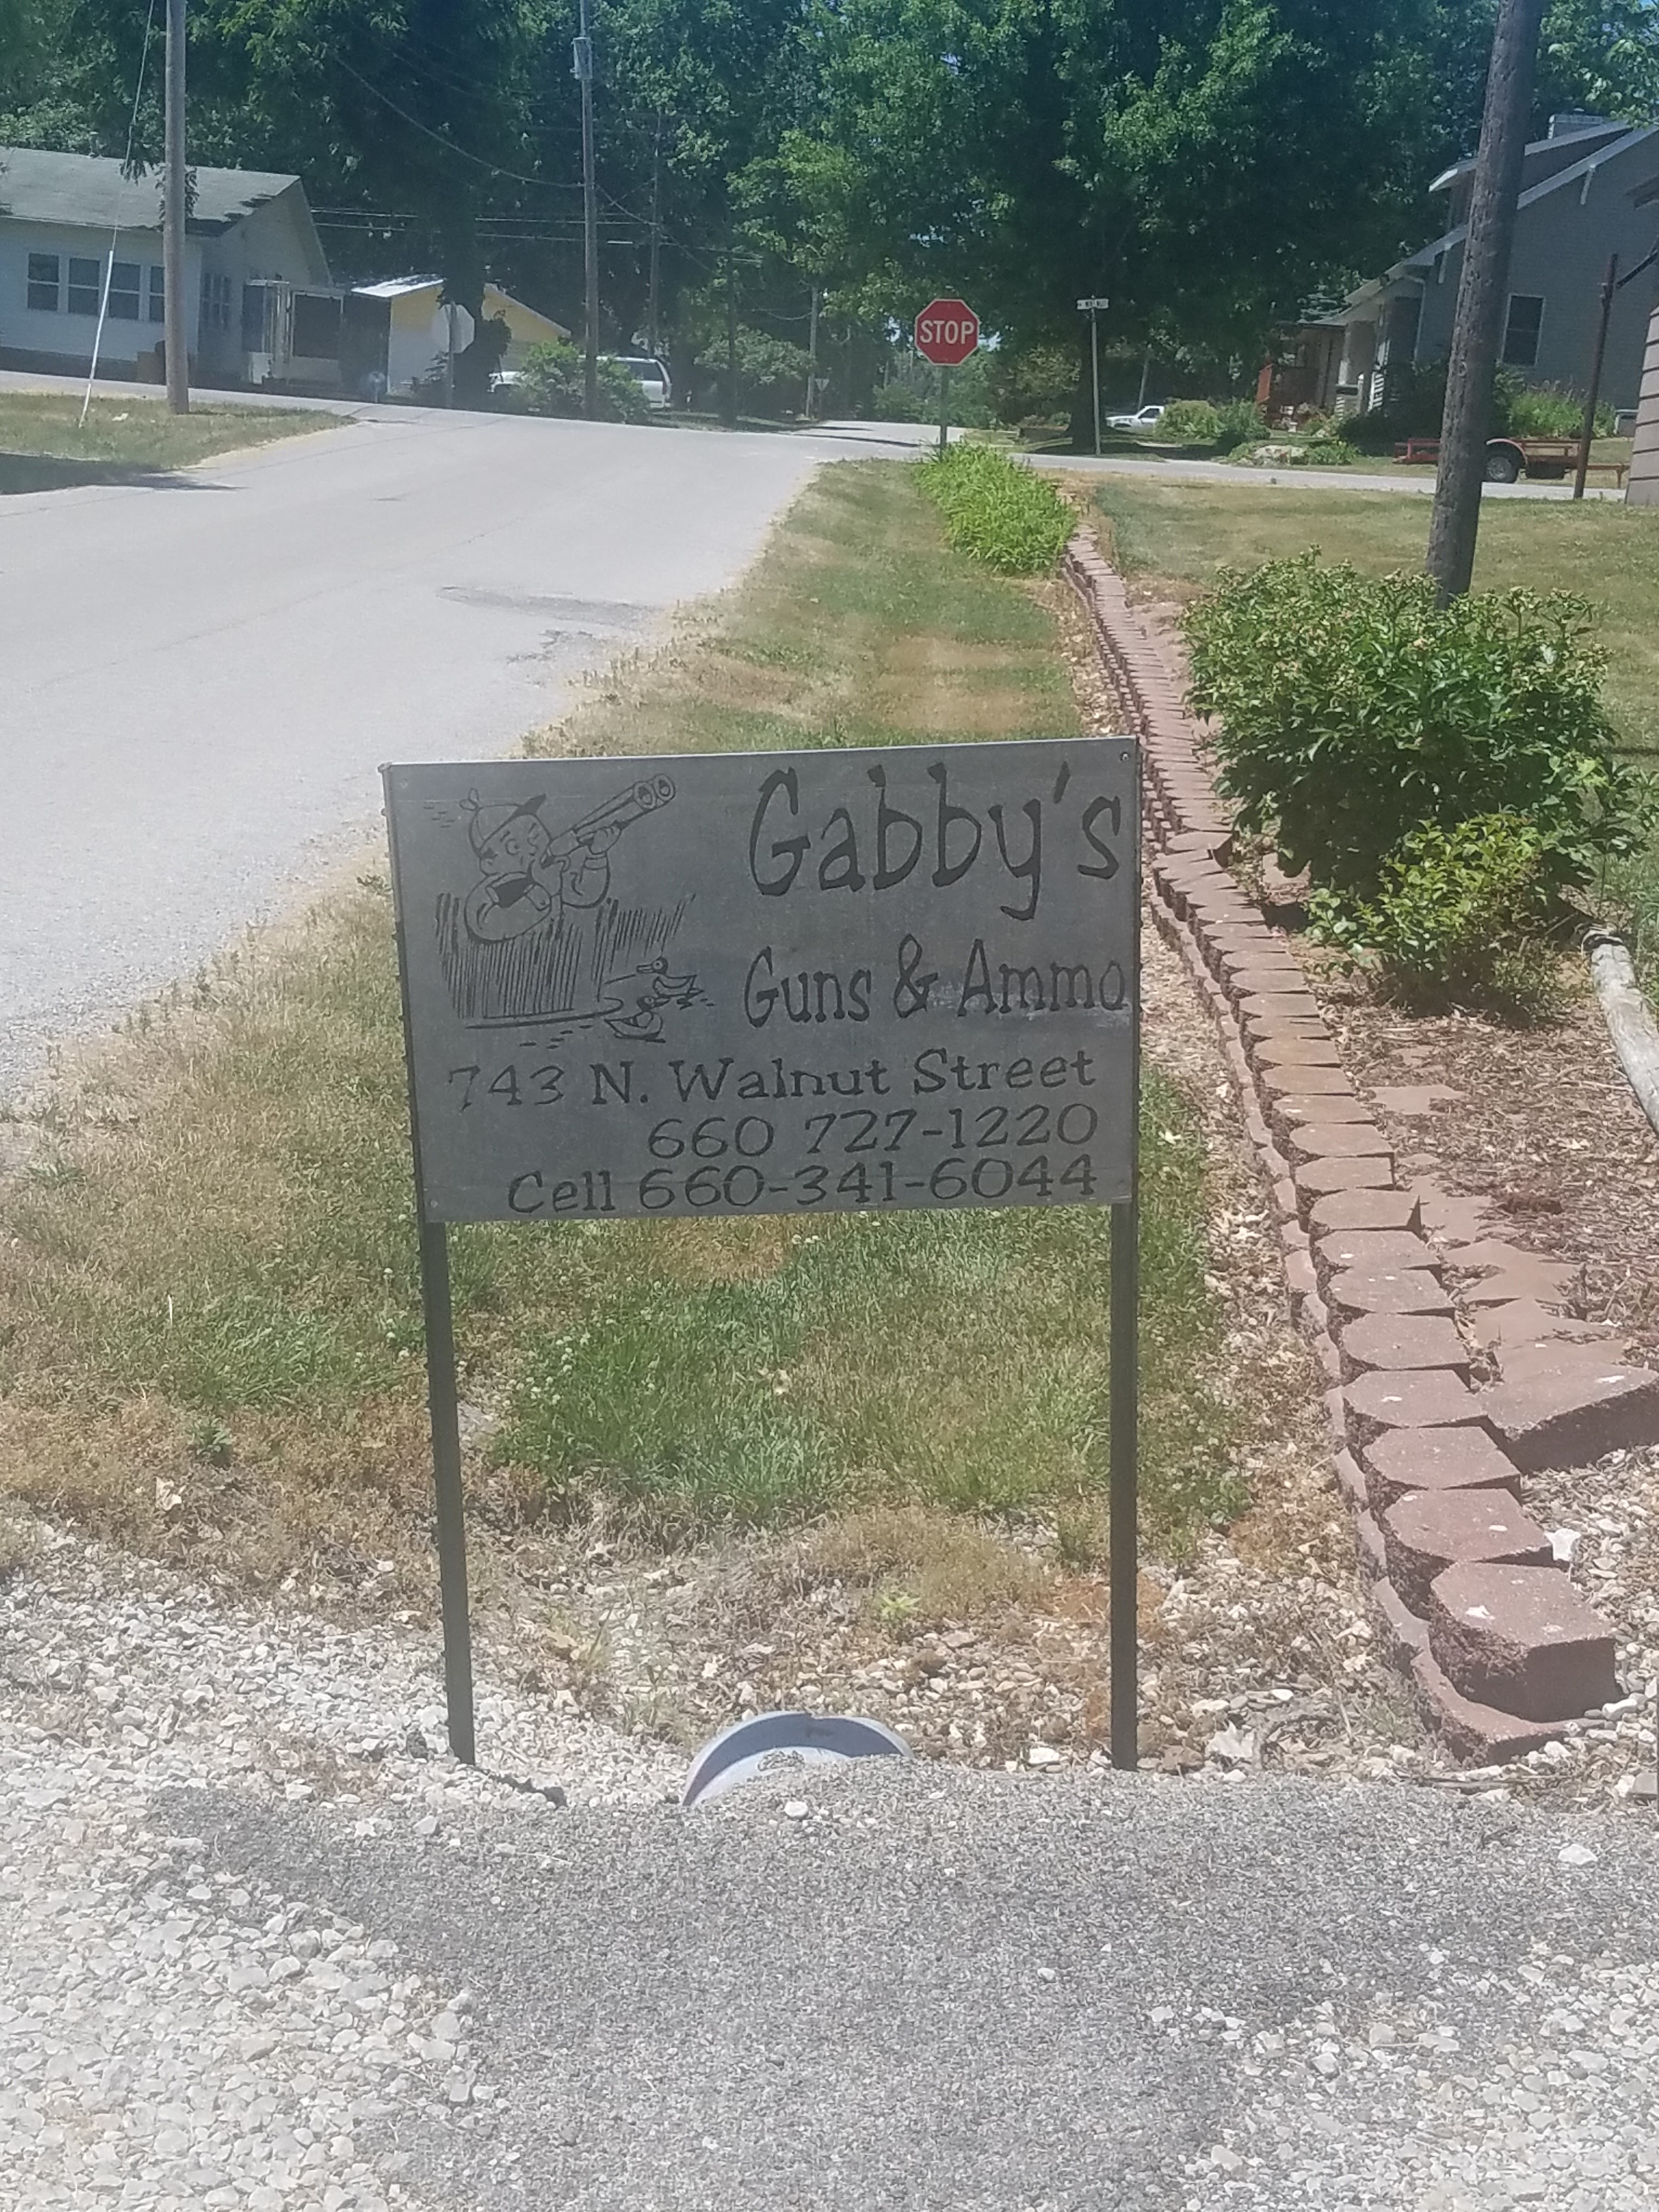 STOP
Gabby's
Guns & Ammo
743 N. Walnut Street
660 727-1220
Cell 660-341-6044